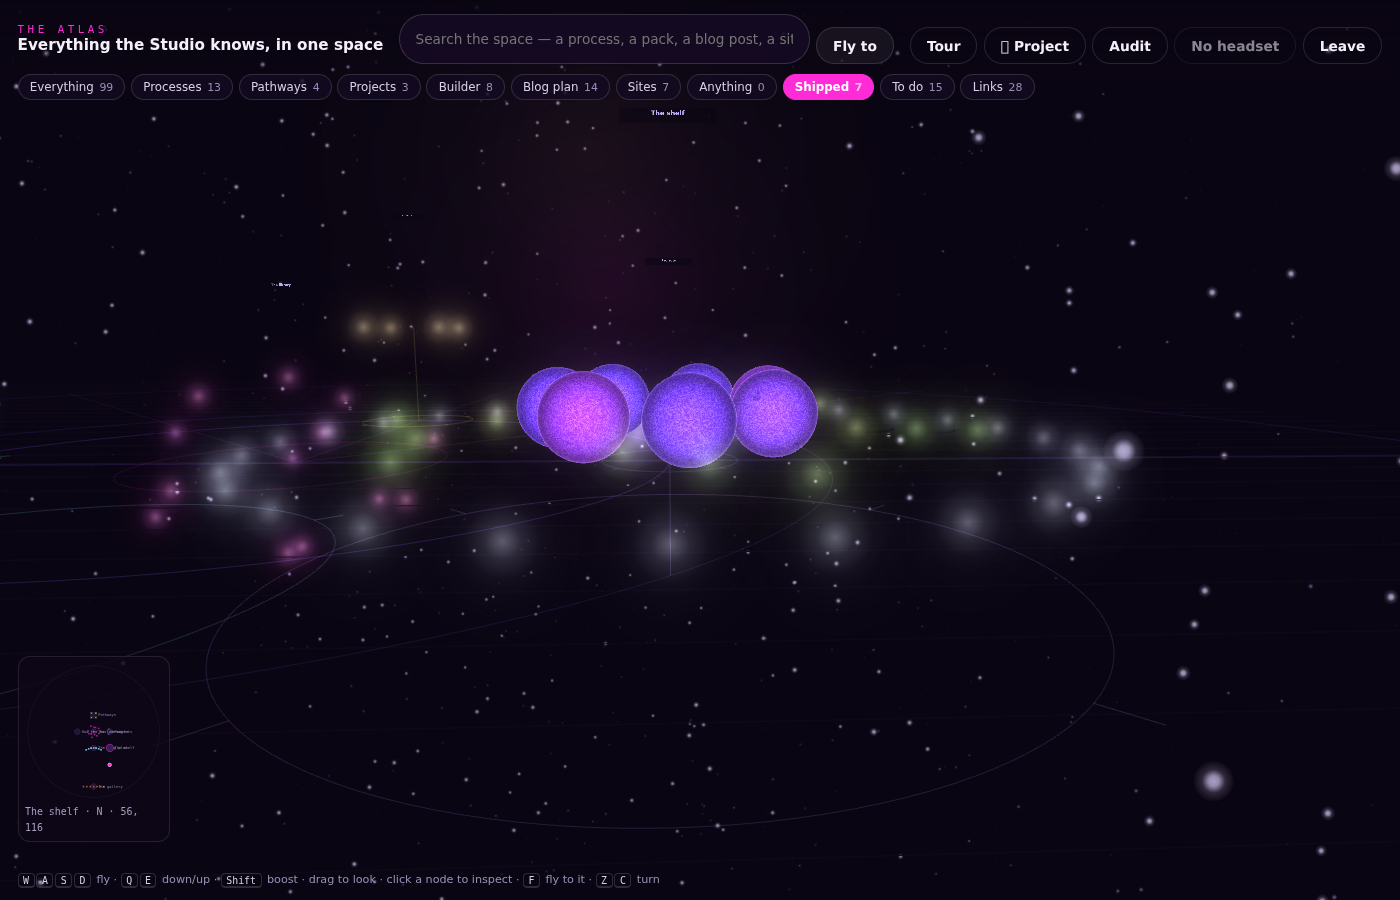 THE ATLAS
Everything the Studio knows, in one space
Search the space — a process, a pack, a blog post, a sit
Fly to
Tour
Project
Audit
No headset
Leave
Everything 99
Processes 13
Pathways 4
Projects 3
Builder 8
Blog plan 14
Sites 7
Anything 0
Shipped 7
To do 15
Links 28
The shelf
Pathways
The shelf · N · 56,
116
W A S D fly · Q E down/up · Shift boost · drag to look · click a node to inspect · F fly to it · Z C turn